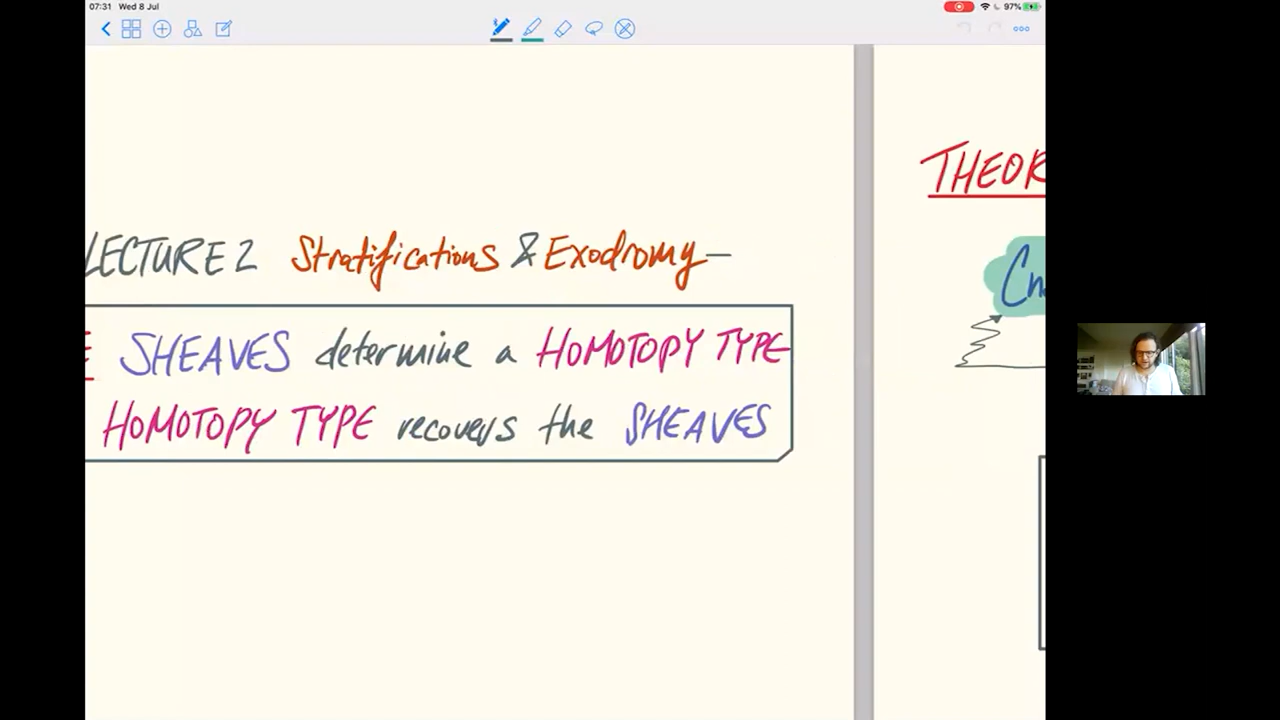 07:31 Wed 8 Jul
97%
LECTURE 2 Stratifications & Exodromy—
E SHEAVES determine a HOMOTOPY TYPE
HOMOTOPY TYPE recovers the SHEAVES
THEOR